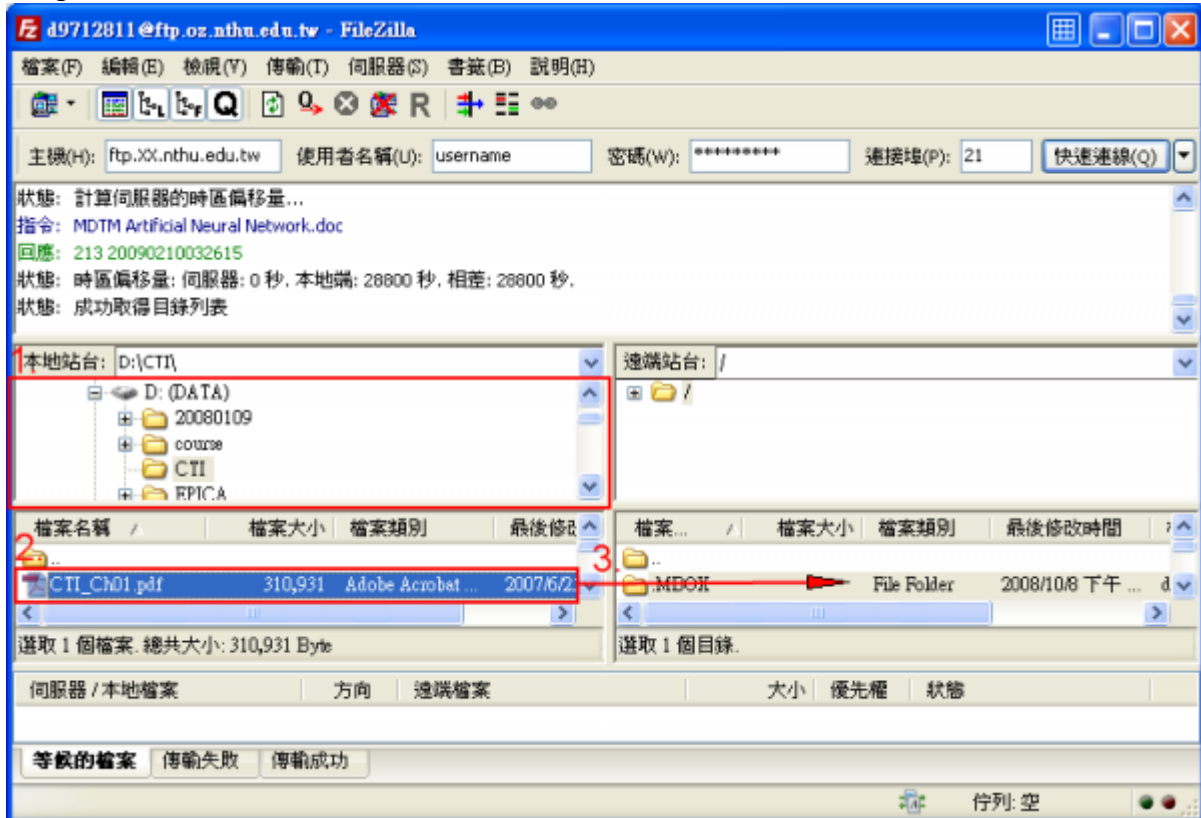 d9712811@ftp.oz.nthu.edu.tw - FileZilla
檔案(F) 編輯(E) 檢視(V) 傳輸(T) 伺服器(S) 書籤(B) 說明(H)
主機(H): ftp.XX.nthu.edu.tw 使用者名稱(U): username 密碼(W): ********* 連接埠(P): 21 快速連線(Q)
狀態: 計算伺服器的時區偏移量...
指令: MDTM Artificial Neural Network.doc
回應: 213 20090210032615
狀態: 時區偏移量: 伺服器: 0 秒. 本地端: 28800 秒. 相差: 28800 秒.
狀態: 成功取得目錄列表
1.
本地站台: D:\CTI\ 遠端站台: /
D: (DATA) /
20080109
course
CTI
EPICA
檔案名稱 / 檔案大小 檔案類別 最後修改 檔案... / 檔案大小 檔案類別 最後修改時間
2. .. 3. ..
CTI_Ch01.pdf 310,931 Adobe Acrobat ... 2007/6/2 .MBOX File Folder 2008/10/8 下午 ... d
選取 1 個檔案. 總共大小: 310,931 Byte 選取 1 個目錄.
伺服器 / 本地檔案 方向 遠端檔案 大小 優先權 狀態
等候的檔案 傳輸失敗 傳輸成功
佇列: 空